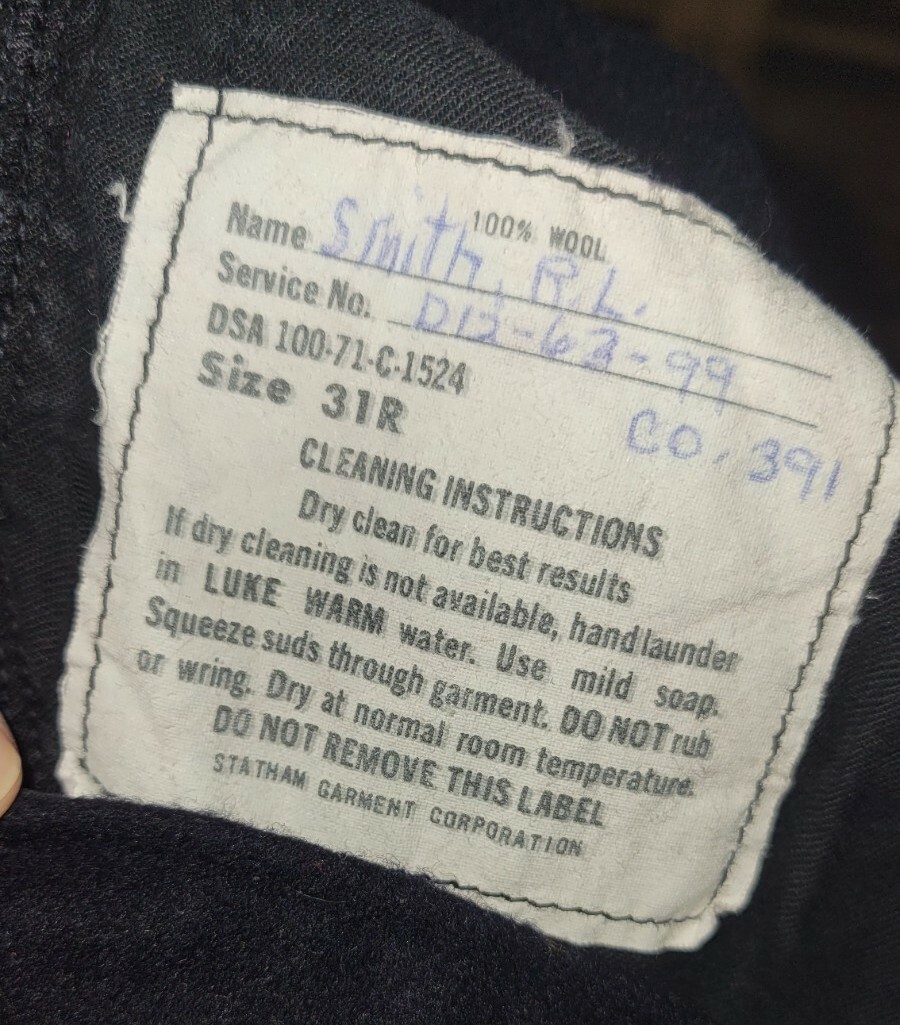 100% WOOL
Name Smith, R.L.
Service No. D12-63-99
DSA 100-71-C-1524
CO. 391
Size 31R
CLEANING INSTRUCTIONS
Dry clean for best results
If dry cleaning is not available, hand launder
in LUKE WARM water. Use mild soap.
Squeeze suds through garment. DO NOT rub
or wring. Dry at normal room temperature.
DO NOT REMOVE THIS LABEL
STATHAM GARMENT CORPORATION